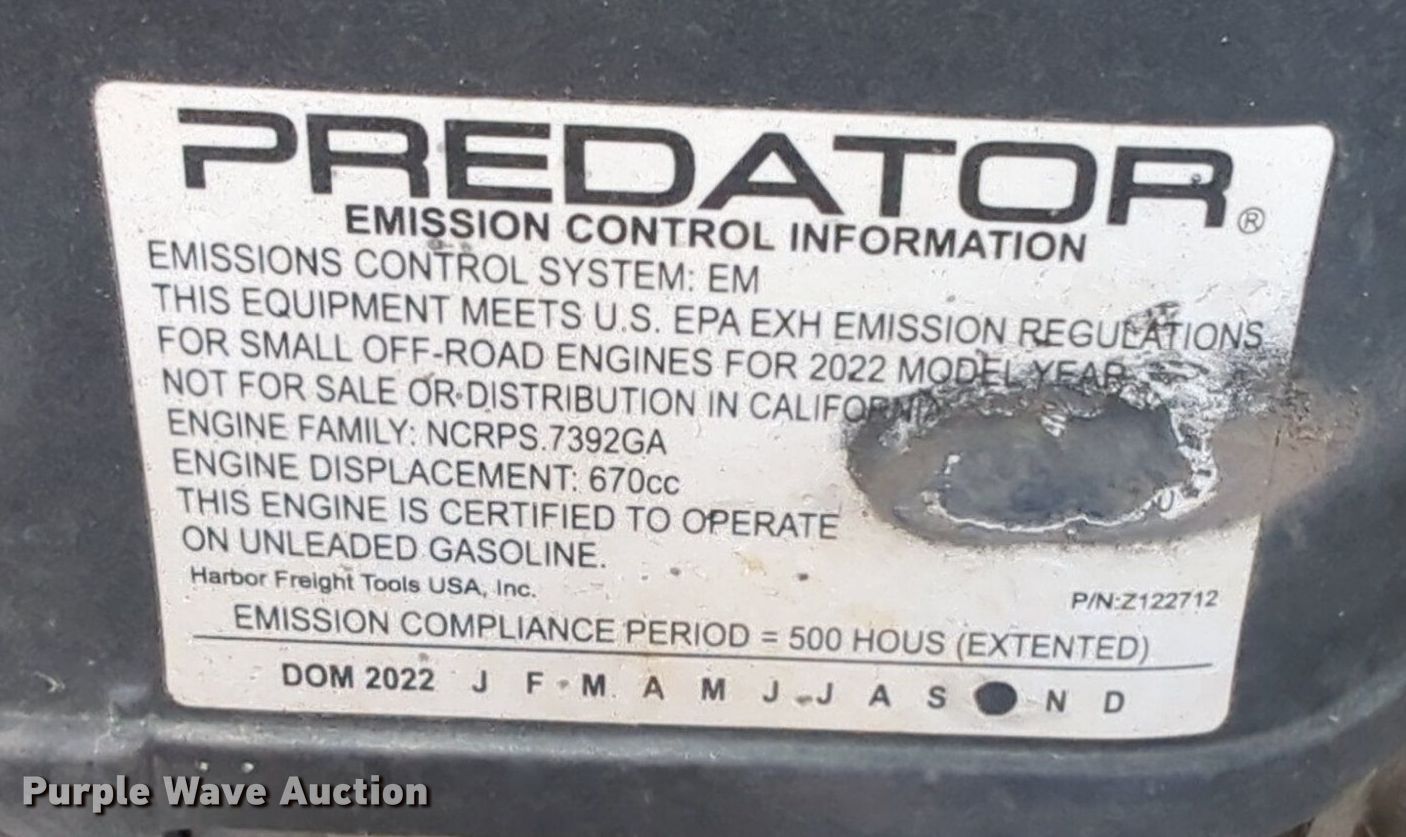 PREDATOR®
EMISSION CONTROL INFORMATION
EMISSIONS CONTROL SYSTEM: EM
THIS EQUIPMENT MEETS U.S. EPA EXH EMISSION REGULATIONS
FOR SMALL OFF-ROAD ENGINES FOR 2022 MODEL YEAR
NOT FOR SALE OR DISTRIBUTION IN CALIFORNIA
ENGINE FAMILY: NCRPS.7392GA
ENGINE DISPLACEMENT: 670cc
THIS ENGINE IS CERTIFIED TO OPERATE
ON UNLEADED GASOLINE.
Harbor Freight Tools USA, Inc.
P/N:Z122712
EMISSION COMPLIANCE PERIOD = 500 HOUS (EXTENTED)
DOM 2022 J F M A M J J A S N D
Purple Wave Auction